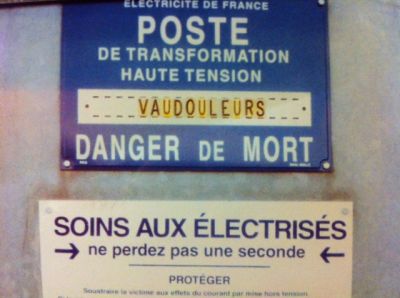 ÉLECTRICITÉ DE FRANCE
POSTE
DE TRANSFORMATION
HAUTE TENSION
VAUDOULEURS
DANGER DE MORT
SOINS AUX ÉLECTRISÉS
→ ne perdez pas une seconde ←
PROTÉGER
Soustraire la victime aux effets du courant par mise hors tension.